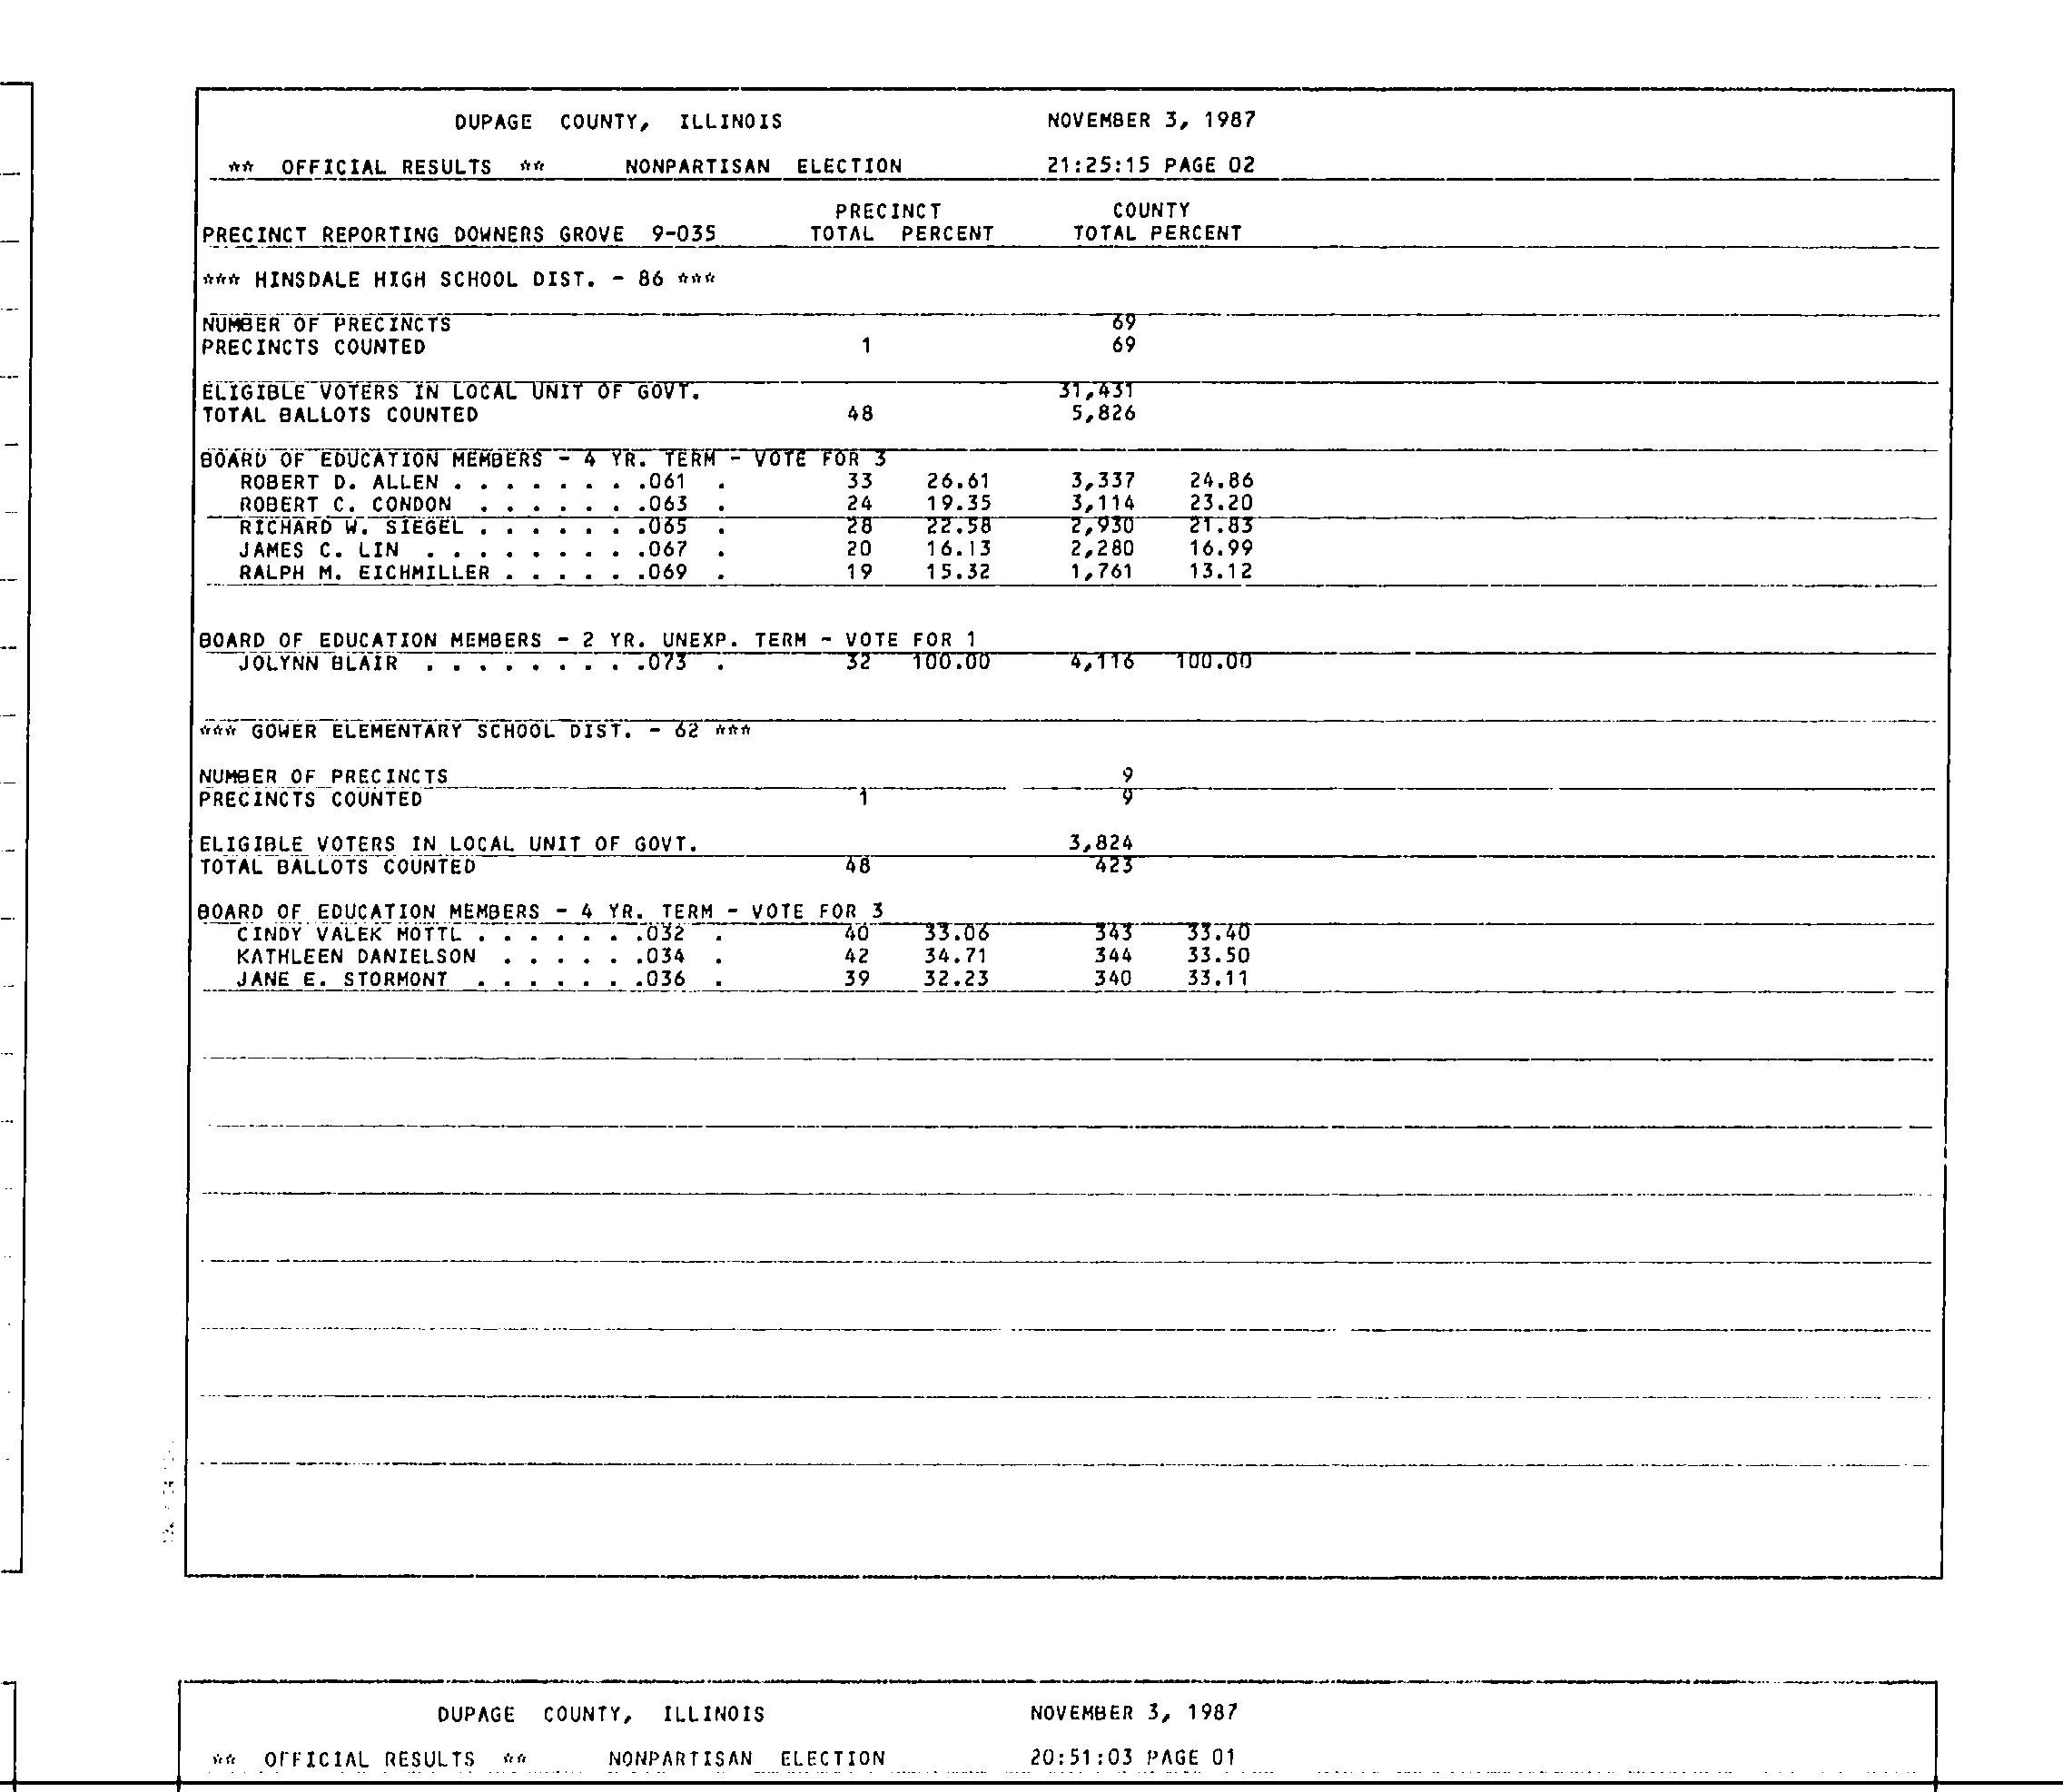 DUPAGE COUNTY, ILLINOIS NOVEMBER 3, 1987
** OFFICIAL RESULTS ** NONPARTISAN ELECTION 21:25:15 PAGE 02
PRECINCT COUNTY
PRECINCT REPORTING DOWNERS GROVE 9-035 TOTAL PERCENT TOTAL PERCENT
*** HINSDALE HIGH SCHOOL DIST. - 86 ***
NUMBER OF PRECINCTS 69
PRECINCTS COUNTED 1 69
ELIGIBLE VOTERS IN LOCAL UNIT OF GOVT. 31,431
TOTAL BALLOTS COUNTED 48 5,826
BOARD OF EDUCATION MEMBERS - 4 YR. TERM - VOTE FOR 3
ROBERT D. ALLEN . . . . . . . .061 . 33 26.61 3,337 24.86
ROBERT C. CONDON . . . . . . .063 . 24 19.35 3,114 23.20
RICHARD W. SIEGEL . . . . . . .065 . 28 22.58 2,930 21.83
JAMES C. LIN . . . . . . . . .067 . 20 16.13 2,280 16.99
RALPH M. EICHMILLER . . . . . .069 . 19 15.32 1,761 13.12
BOARD OF EDUCATION MEMBERS - 2 YR. UNEXP. TERM - VOTE FOR 1
JOLYNN BLAIR . . . . . . . . .073 . 32 100.00 4,116 100.00
*** GOWER ELEMENTARY SCHOOL DIST. - 62 ***
NUMBER OF PRECINCTS 9
PRECINCTS COUNTED 1 9
ELIGIBLE VOTERS IN LOCAL UNIT OF GOVT. 3,824
TOTAL BALLOTS COUNTED 48 423
BOARD OF EDUCATION MEMBERS - 4 YR. TERM - VOTE FOR 3
CINDY VALEK MOTTL . . . . . . .032 . 40 33.06 343 33.40
KATHLEEN DANIELSON . . . . . .034 . 42 34.71 344 33.50
JANE E. STORMONT . . . . . . .036 . 39 32.23 340 33.11
DUPAGE COUNTY, ILLINOIS NOVEMBER 3, 1987
** OFFICIAL RESULTS ** NONPARTISAN ELECTION 20:51:03 PAGE 01